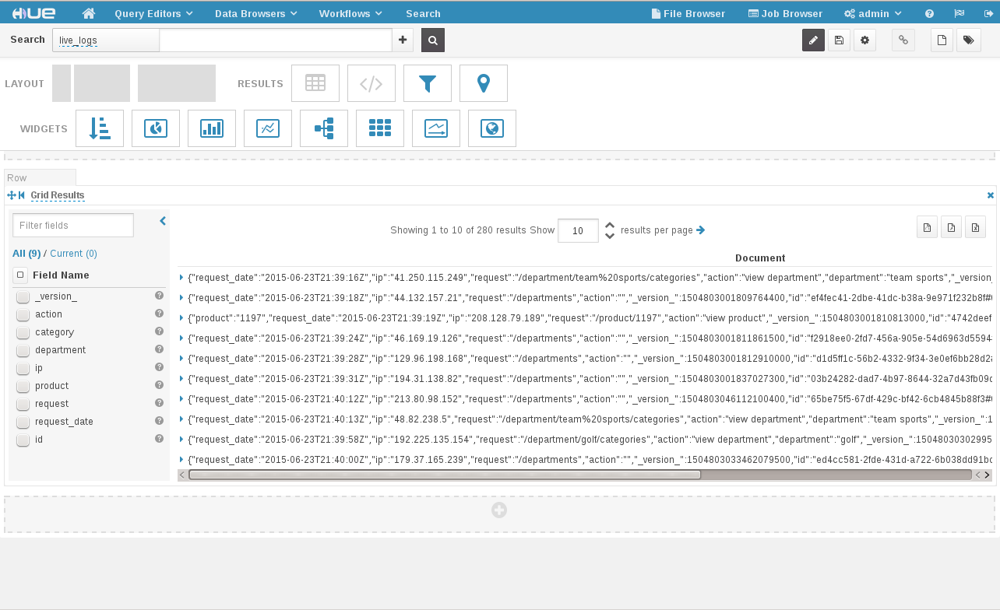 HUE Query Editors Data Browsers Workflows Search File Browser Job Browser admin
Search live_logs
LAYOUT RESULTS
WIDGETS
Row
Grid Results
Filter fields
Showing 1 to 10 of 280 results Show 10 results per page
All (9) / Current (0)
Document
Field Name
_version_
action
category
department
ip
product
request
request_date
id
{"request_date":"2015-06-23T21:39:16Z","ip":"41.250.115.249","request":"/department/team%20sports/categories","action":"view department","department":"team sports","_version_
{"request_date":"2015-06-23T21:39:18Z","ip":"44.132.157.21","request":"/departments","action":"","_version_":1504803001809764400,"id":"ef4fec41-2dbe-41dc-b38a-9e971f232b8f#
{"product":"1197","request_date":"2015-06-23T21:39:19Z","ip":"208.128.79.189","request":"/product/1197","action":"view product","_version_":1504803001810813000,"id":"4742deef
{"request_date":"2015-06-23T21:39:24Z","ip":"46.169.19.126","request":"/departments","action":"","_version_":1504803001811861500,"id":"f2918ee0-2fd7-456a-905e-54d6963d5594
{"request_date":"2015-06-23T21:39:28Z","ip":"129.96.198.168","request":"/departments","action":"","_version_":1504803001812910000,"id":"d1d5ff1c-56b2-4332-9f34-3e0ef6bb28d2
{"request_date":"2015-06-23T21:39:31Z","ip":"194.31.138.82","request":"/departments","action":"","_version_":1504803001837027300,"id":"03b24282-dad7-4b97-8644-32a7d43fb09
{"request_date":"2015-06-23T21:40:12Z","ip":"213.80.98.152","request":"/departments","action":"","_version_":1504803046112100400,"id":"65be75f5-67df-429c-bf42-6cb4845b88f3#
{"request_date":"2015-06-23T21:40:13Z","ip":"48.82.238.5","request":"/department/team%20sports/categories","action":"view department","department":"team sports","_version_":1
{"request_date":"2015-06-23T21:39:58Z","ip":"192.225.135.154","request":"/department/golf/categories","action":"view department","department":"golf","_version_":150480303302995
{"request_date":"2015-06-23T21:40:00Z","ip":"179.37.165.239","request":"/departments","action":"","_version_":1504803033462079500,"id":"ed4cc581-2fde-431d-a722-6b038dd91b